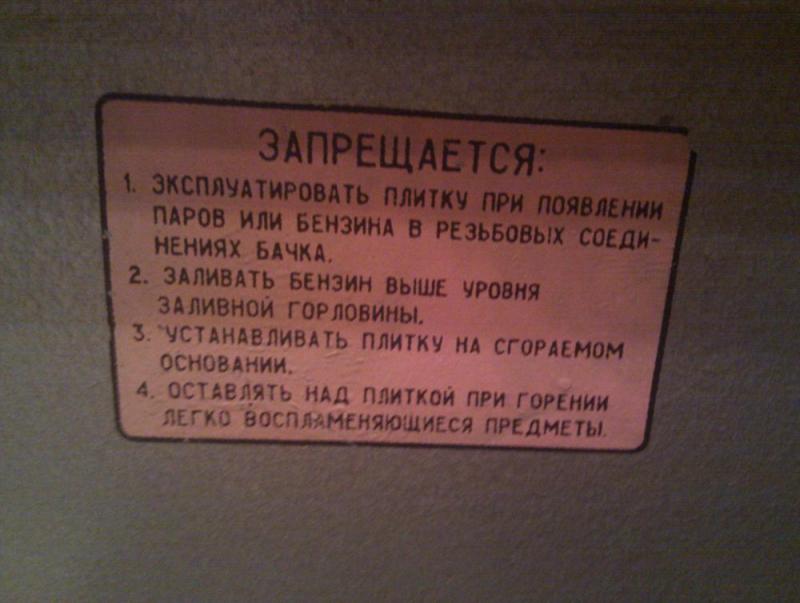 ЗАПРЕЩАЕТСЯ:
1. ЭКСПЛУАТИРОВАТЬ ПЛИТКУ ПРИ ПОЯВЛЕНИИ
ПАРОВ ИЛИ БЕНЗИНА В РЕЗЬБОВЫХ СОЕДИ-
НЕНИЯХ БАЧКА.
2. ЗАЛИВАТЬ БЕНЗИН ВЫШЕ УРОВНЯ
ЗАЛИВНОЙ ГОРЛОВИНЫ.
3. УСТАНАВЛИВАТЬ ПЛИТКУ НА СГОРАЕМОМ
ОСНОВАНИИ.
4. ОСТАВЛЯТЬ НАД ПЛИТКОЙ ПРИ ГОРЕНИИ
ЛЕГКО ВОСПЛАМЕНЯЮЩИЕСЯ ПРЕДМЕТЫ.